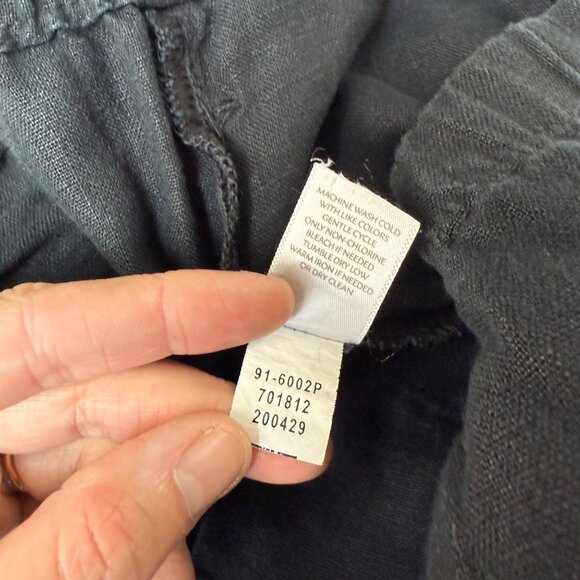 MACHINE WASH COLD
WITH LIKE COLORS
GENTLE CYCLE
ONLY NON-CHLORINE
BLEACH IF NEEDED
TUMBLE DRY LOW
WARM IRON IF NEEDED
OR DRY CLEAN
91-6002P
701812
200429